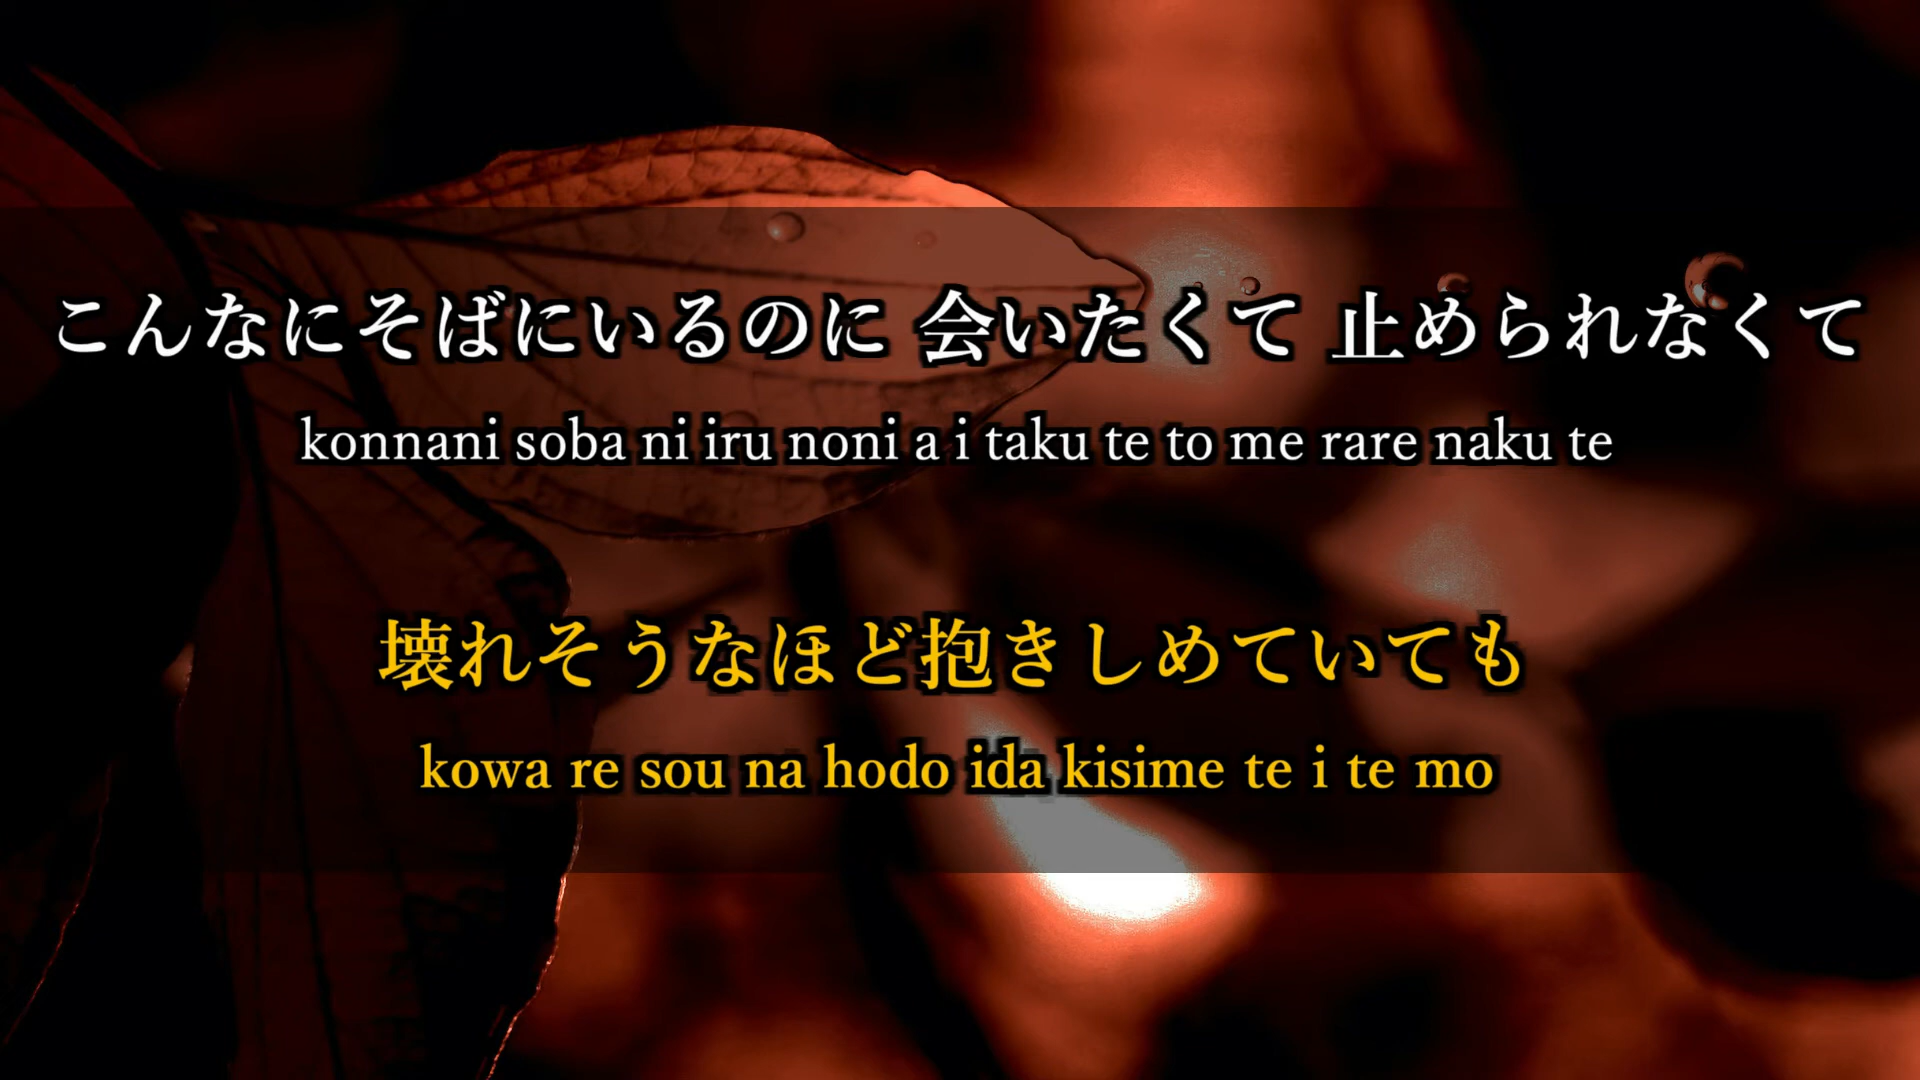 こんなにそばにいるのに 会いたくて 止められなくて
konnani soba ni iru noni a i taku te to me rare naku te
壊れそうなほど抱きしめていても
kowa re sou na hodo ida kisime te i te mo